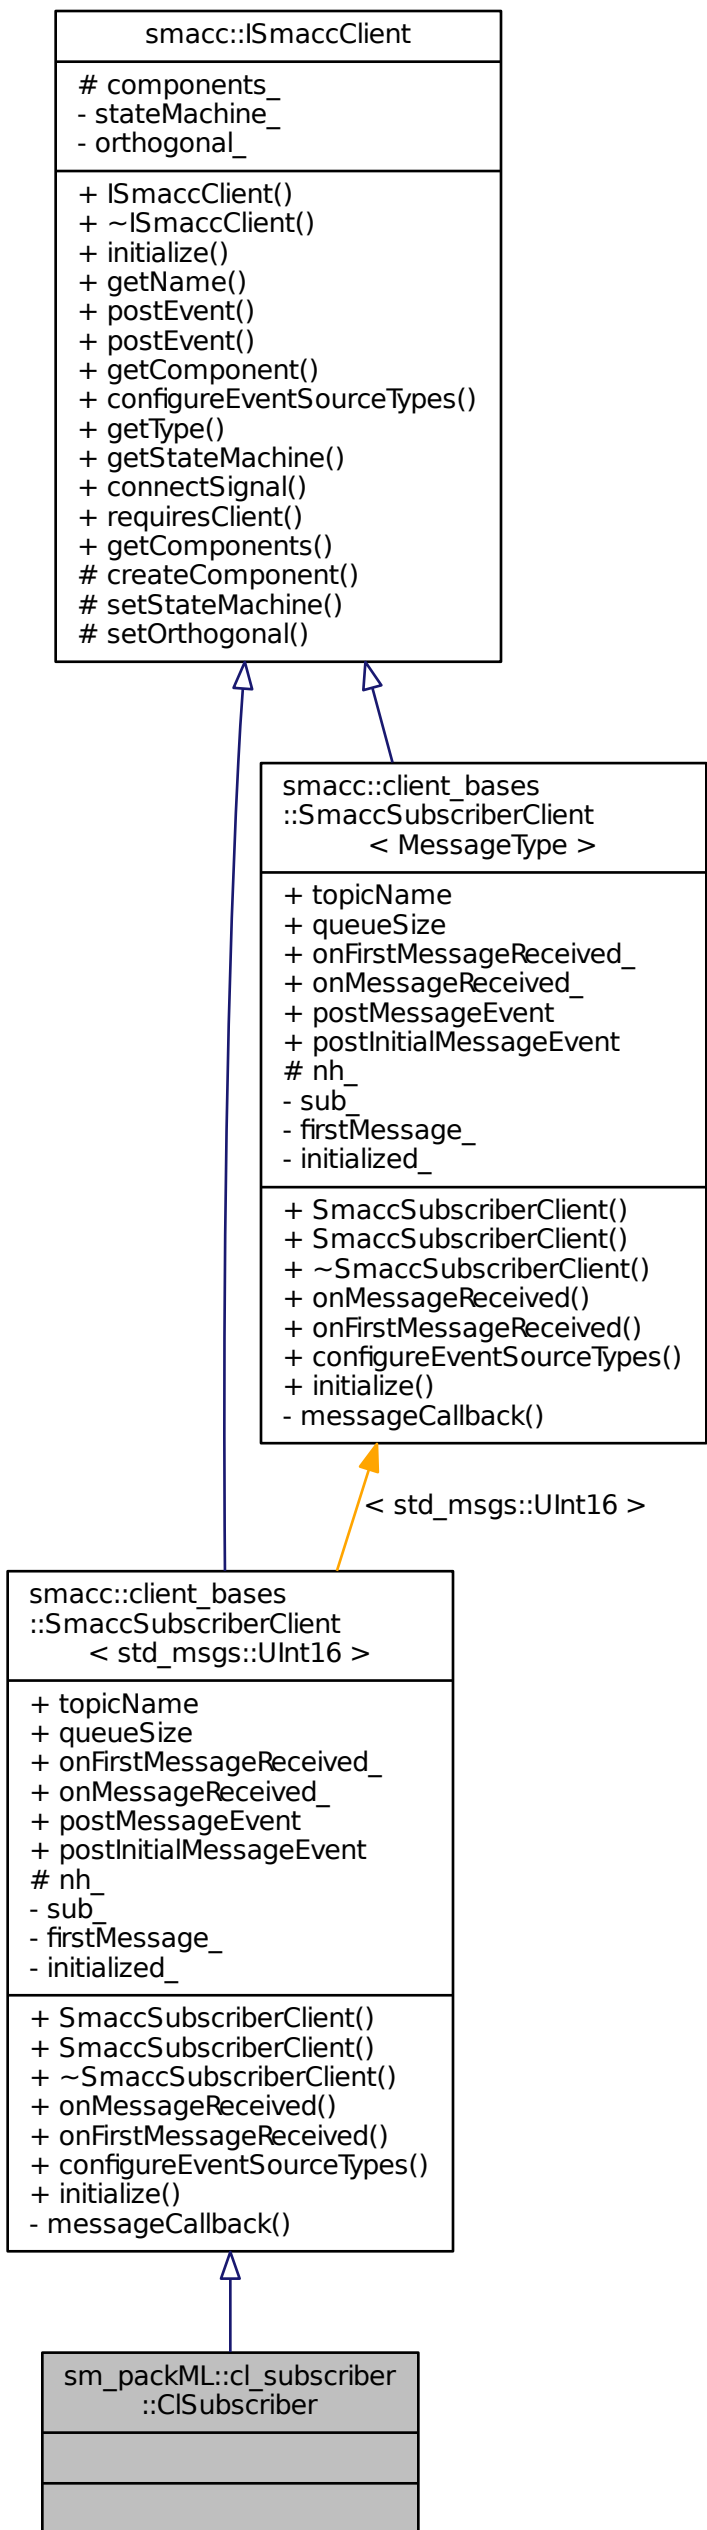 smacc::ISmaccClient
# components_
- stateMachine_
- orthogonal_
+ ISmaccClient()
+ ~ISmaccClient()
+ initialize()
+ getName()
+ postEvent()
+ postEvent()
+ getComponent()
+ configureEventSourceTypes()
+ getType()
+ getStateMachine()
+ connectSignal()
+ requiresClient()
+ getComponents()
# createComponent()
# setStateMachine()
# setOrthogonal()
smacc::client_bases
::SmaccSubscriberClient
< MessageType >
+ topicName
+ queueSize
+ onFirstMessageReceived_
+ onMessageReceived_
+ postMessageEvent
+ postInitialMessageEvent
# nh_
- sub_
- firstMessage_
- initialized_
+ SmaccSubscriberClient()
+ SmaccSubscriberClient()
+ ~SmaccSubscriberClient()
+ onMessageReceived()
+ onFirstMessageReceived()
+ configureEventSourceTypes()
+ initialize()
- messageCallback()
< std_msgs::UInt16 >
smacc::client_bases
::SmaccSubscriberClient
< std_msgs::UInt16 >
+ topicName
+ queueSize
+ onFirstMessageReceived_
+ onMessageReceived_
+ postMessageEvent
+ postInitialMessageEvent
# nh_
- sub_
- firstMessage_
- initialized_
+ SmaccSubscriberClient()
+ SmaccSubscriberClient()
+ ~SmaccSubscriberClient()
+ onMessageReceived()
+ onFirstMessageReceived()
+ configureEventSourceTypes()
+ initialize()
- messageCallback()
sm_packML::cl_subscriber
::ClSubscriber